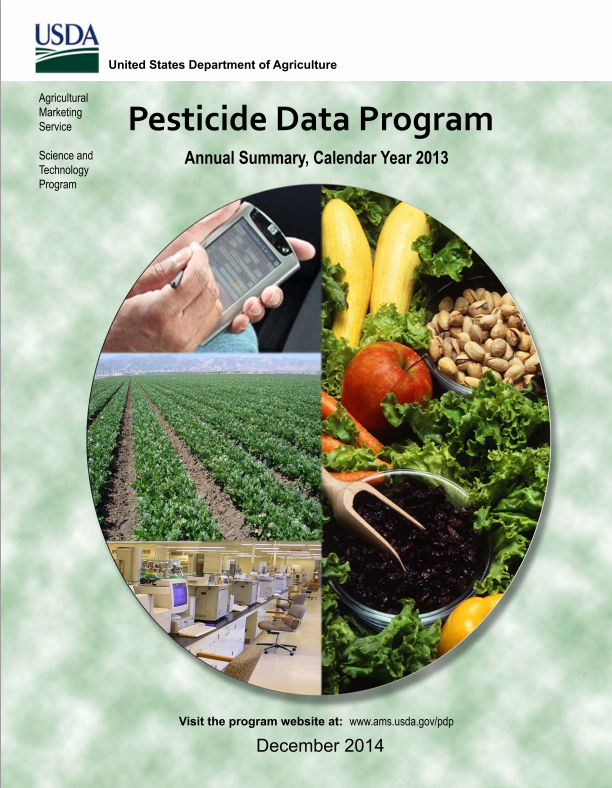 USDA
United States Department of Agriculture
Agricultural
Marketing
Service
Science and
Technology
Program
Pesticide Data Program
Annual Summary, Calendar Year 2013
Visit the program website at: www.ams.usda.gov/pdp
December 2014